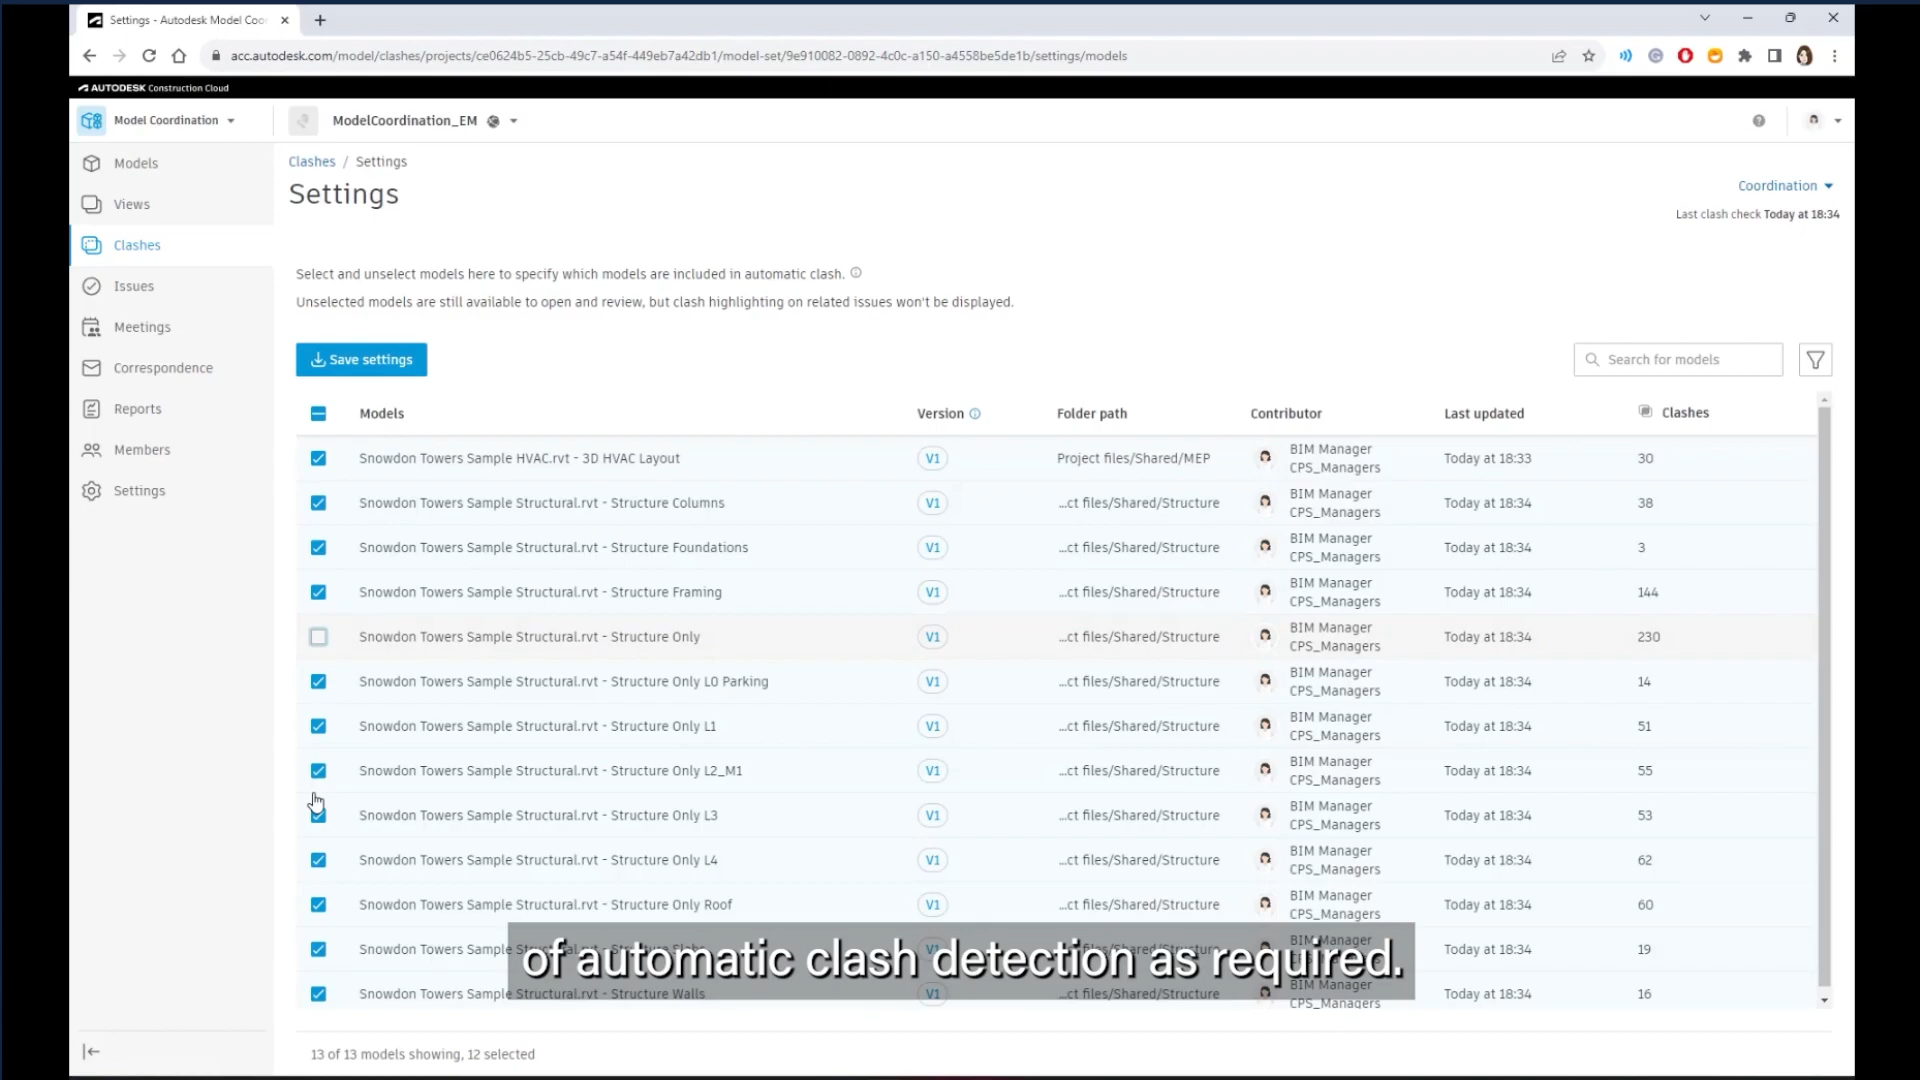 Settings - Autodesk Model Coo
acc.autodesk.com/model/clashes/projects/ce0624b5-25cb-49c7-a54f-449eb7a42db1/model-set/9e910082-0892-4c0c-a150-a4558be5de1b/settings/models
AUTODESK Construction Cloud
Model Coordination
ModelCoordination_EM
Models
Views
Clashes
Issues
Meetings
Correspondence
Reports
Members
Settings
Clashes / Settings
Settings
Coordination
Last clash check Today at 18:34
Select and unselect models here to specify which models are included in automatic clash.
Unselected models are still available to open and review, but clash highlighting on related issues won't be displayed.
Save settings
Search for models
Models Version Folder path Contributor Last updated Clashes
Snowdon Towers Sample HVAC.rvt - 3D HVAC Layout V1 Project files/Shared/MEP BIM Manager CPS_Managers Today at 18:33 30
Snowdon Towers Sample Structural.rvt - Structure Columns V1 ...ct files/Shared/Structure BIM Manager CPS_Managers Today at 18:34 38
Snowdon Towers Sample Structural.rvt - Structure Foundations V1 ...ct files/Shared/Structure BIM Manager CPS_Managers Today at 18:34 3
Snowdon Towers Sample Structural.rvt - Structure Framing V1 ...ct files/Shared/Structure BIM Manager CPS_Managers Today at 18:34 144
Snowdon Towers Sample Structural.rvt - Structure Only V1 ...ct files/Shared/Structure BIM Manager CPS_Managers Today at 18:34 230
Snowdon Towers Sample Structural.rvt - Structure Only L0 Parking V1 ...ct files/Shared/Structure BIM Manager CPS_Managers Today at 18:34 14
Snowdon Towers Sample Structural.rvt - Structure Only L1 V1 ...ct files/Shared/Structure BIM Manager CPS_Managers Today at 18:34 51
Snowdon Towers Sample Structural.rvt - Structure Only L2_M1 V1 ...ct files/Shared/Structure BIM Manager CPS_Managers Today at 18:34 55
Snowdon Towers Sample Structural.rvt - Structure Only L3 V1 ...ct files/Shared/Structure BIM Manager CPS_Managers Today at 18:34 53
Snowdon Towers Sample Structural.rvt - Structure Only L4 V1 ...ct files/Shared/Structure BIM Manager CPS_Managers Today at 18:34 62
Snowdon Towers Sample Structural.rvt - Structure Only Roof V1 ...ct files/Shared/Structure BIM Manager CPS_Managers Today at 18:34 60
Snowdon Towers Sample Structural.rvt - Structure Slabs V1 ...ct files/Shared/Structure BIM Manager Today at 18:34 19
of automatic clash detection as required.
Snowdon Towers Sample Structural.rvt - Structure Walls V1 ...ct files/Shared/Structure BIM Manager CPS_Managers Today at 18:34 16
13 of 13 models showing, 12 selected